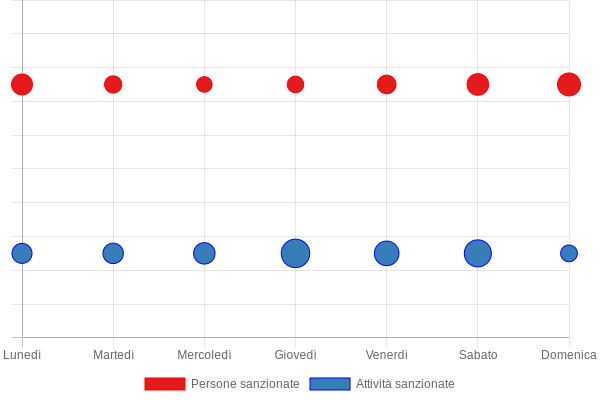 Lunedì Martedì Mercoledì Giovedì Venerdì Sabato Domenica
Persone sanzionate Attività sanzionate